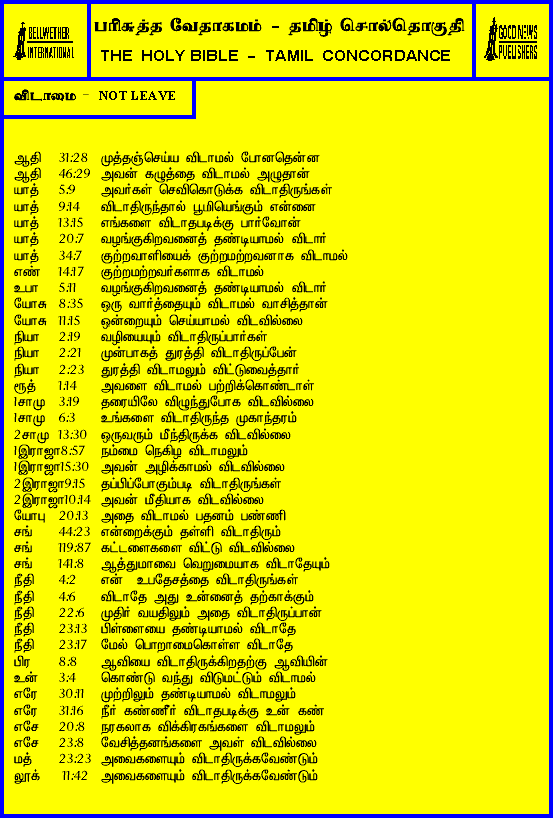 BELLWETHER
INTERNATIONAL
பரிசுத்த வேதாகமம் - தமிழ் சொல்தொகுதி
THE HOLY BIBLE - TAMIL CONCORDANCE
GOOD NEWS
PUBLISHERS
விடாமை - NOT LEAVE
ஆதி 31:28 முத்தஞ்செய்ய விடாமல் போனதென்ன
ஆதி 46:29 அவன் கழுத்தை விடாமல் அழுதான்
யாத் 5:9 அவர்கள் செவிகொடுக்க விடாதிருங்கள்
யாத் 9:14 விடாதிருந்தால் பூமியெங்கும் என்னை
யாத் 13:15 எங்களை விடாதபடிக்கு பார்வோன்
யாத் 20:7 வழங்குகிறவனைத் தண்டியாமல் விடார்
யாத் 34:7 குற்றவாளியைக் குற்றமற்றவனாக விடாமல்
எண் 14:17 குற்றமற்றவர்களாக விடாமல்
உபா 5:11 வழங்குகிறவனைத் தண்டியாமல் விடார்
யோசு 8:35 ஒரு வார்த்தையும் விடாமல் வாசித்தான்
யோசு 11:15 ஒன்றையும் செய்யாமல் விடவில்லை
நியா 2:19 வழியையும் விடாதிருப்பார்கள்
நியா 2:21 முன்பாகத் துரத்தி விடாதிருப்பேன்
நியா 2:23 துரத்தி விடாமலும் விட்டுவைத்தார்
ரூத் 1:14 அவளை விடாமல் பற்றிக்கொண்டாள்
1சாமு 3:19 தரையிலே விழுந்துபோக விடவில்லை
1சாமு 6:3 உங்களை விடாதிருந்த முகாந்தரம்
2சாமு 13:30 ஒருவரும் மீந்திருக்க விடவில்லை
1இராஜா8:57 நம்மை நெகிழ விடாமலும்
1இராஜா15:30 அவன் அழிக்காமல் விடவில்லை
2இராஜா9:15 தப்பிப்போகும்படி விடாதிருங்கள்
2இராஜா10:14 அவன் மீதியாக விடவில்லை
யோபு 20:13 அதை விடாமல் பதனம் பண்ணி
சங் 44:23 என்றைக்கும் தள்ளி விடாதிரும்
சங் 119:87 கட்டளைகளை விட்டு விடவில்லை
சங் 141:8 ஆத்துமாவை வெறுமையாக விடாதேயும்
நீதி 4:2 என் உபதேசத்தை விடாதிருங்கள்
நீதி 4:6 விடாதே அது உன்னைத் தற்காக்கும்
நீதி 22:6 முதிர் வயதிலும் அதை விடாதிருப்பான்
நீதி 23:13 பிள்ளையை தண்டியாமல் விடாதே
நீதி 23:17 மேல் பொறாமைகொள்ள விடாதே
பிர 8:8 ஆவியை விடாதிருக்கிறதற்கு ஆவியின்
உன் 3:4 கொண்டு வந்து விடுமட்டும் விடாமல்
எரே 30:11 முற்றிலும் தண்டியாமல் விடாமலும்
எரே 31:16 நீர் கண்ணீர் விடாதபடிக்கு உன் கண்
எசே 20:8 நரகலாக விக்கிரகங்களை விடாமலும்
எசே 23:8 வேசித்தனங்களை அவள் விடவில்லை
மத் 23:23 அவைகளையும் விடாதிருக்கவேண்டும்
லூக் 11:42 அவைகளையும் விடாதிருக்கவேண்டும்